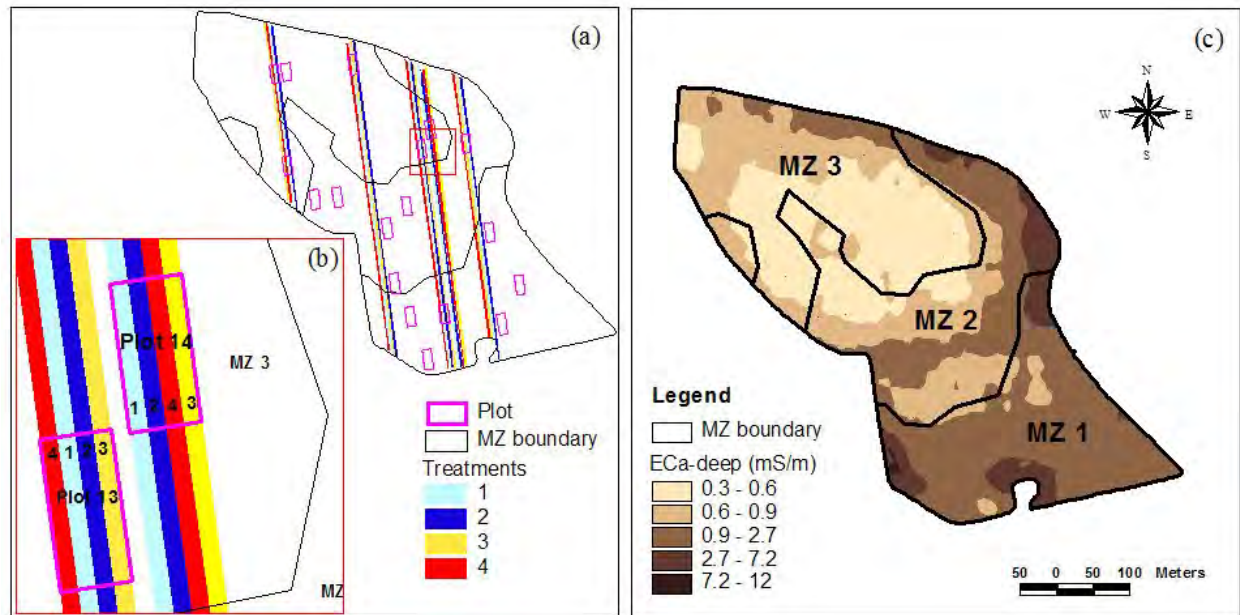 (a)
(b)
Plot 14
MZ 3
1 2 4 3
4 1 2 3
Plot 13
MZ
Plot
MZ boundary
Treatments
1
2
3
4
(c)
N
W E
S
MZ 3
MZ 2
MZ 1
Legend
MZ boundary
ECa-deep (mS/m)
0.3 - 0.6
0.6 - 0.9
0.9 - 2.7
2.7 - 7.2
7.2 - 12
50 0 50 100 Meters